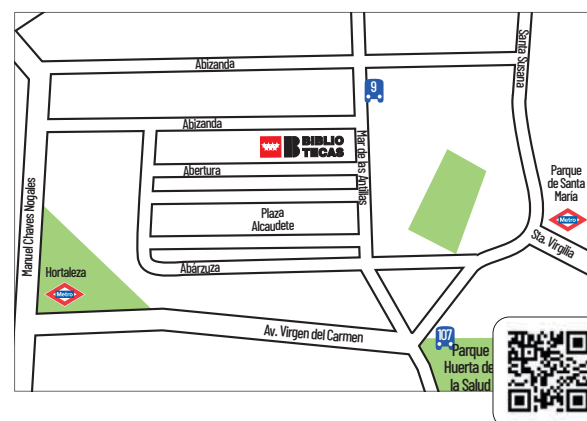 Abizanda
Santa Susana
9
Abizanda
BIBLIO
TECAS
Mar de las Antillas
Abertura
Parque
de Santa
María
Metro
Plaza
Alcaudete
Manuel Chaves Nogales
Sta. Virgilia
Hortaleza
Metro
Abárzuza
Av. Virgen del Carmen
107
Parque
Huerta de
la Salud